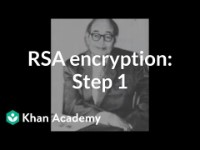 RSA encryption:
Step 1
Khan Academy